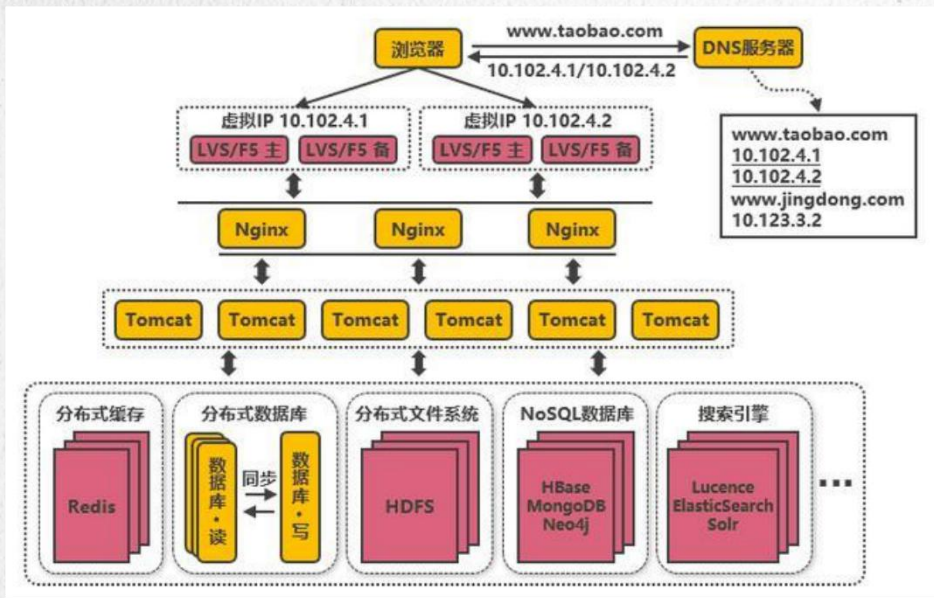 www.taobao.com
浏览器
DNS服务器
10.102.4.1/10.102.4.2
虚拟IP 10.102.4.1
LVS/F5 主
LVS/F5 备
虚拟IP 10.102.4.2
LVS/F5 主
LVS/F5 备
www.taobao.com
10.102.4.1
10.102.4.2
www.jingdong.com
10.123.3.2
Nginx
Nginx
Nginx
Tomcat
Tomcat
Tomcat
Tomcat
Tomcat
Tomcat
分布式缓存
Redis
分布式数据库
数据库·读
同步
数据库·写
分布式文件系统
HDFS
NoSQL数据库
HBase
MongoDB
Neo4j
搜索引擎
Lucence
ElasticSearch
Solr
...